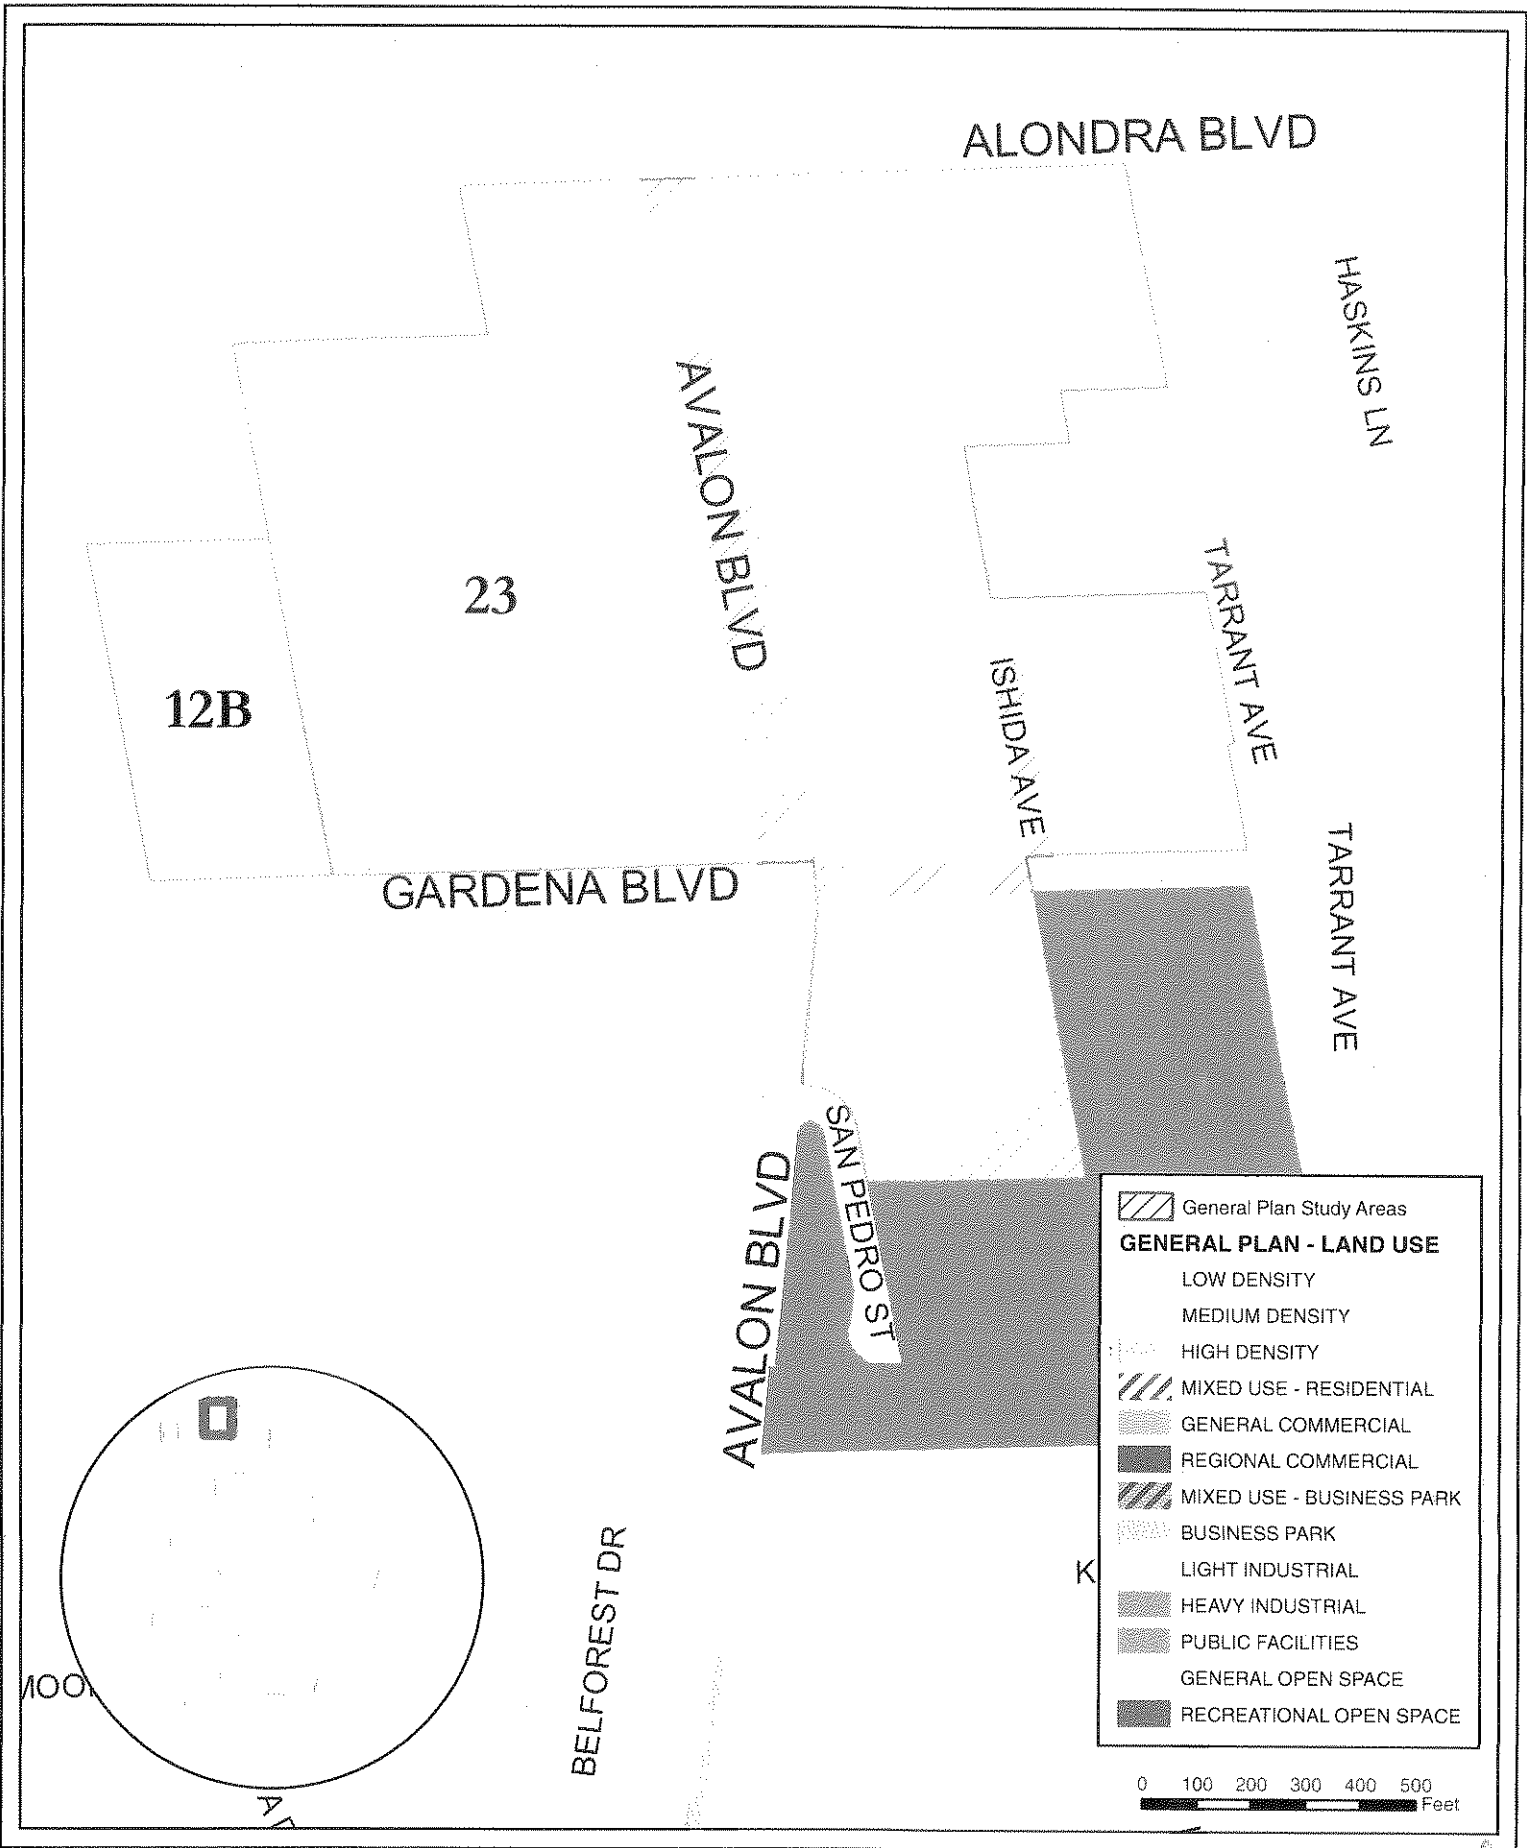 ALONDRA BLVD
HASKINS LN
AVALON BLVD
23
TARRANT AVE
12B
ISHIDA AVE
TARRANT AVE
GARDENA BLVD
SAN PEDRO ST
AVALON BLVD
General Plan Study Areas
GENERAL PLAN - LAND USE
LOW DENSITY
MEDIUM DENSITY
HIGH DENSITY
MIXED USE - RESIDENTIAL
GENERAL COMMERCIAL
REGIONAL COMMERCIAL
MIXED USE - BUSINESS PARK
BUSINESS PARK
LIGHT INDUSTRIAL
HEAVY INDUSTRIAL
PUBLIC FACILITIES
GENERAL OPEN SPACE
RECREATIONAL OPEN SPACE
BELFOREST DR
K
0 100 200 300 400 500
Feet